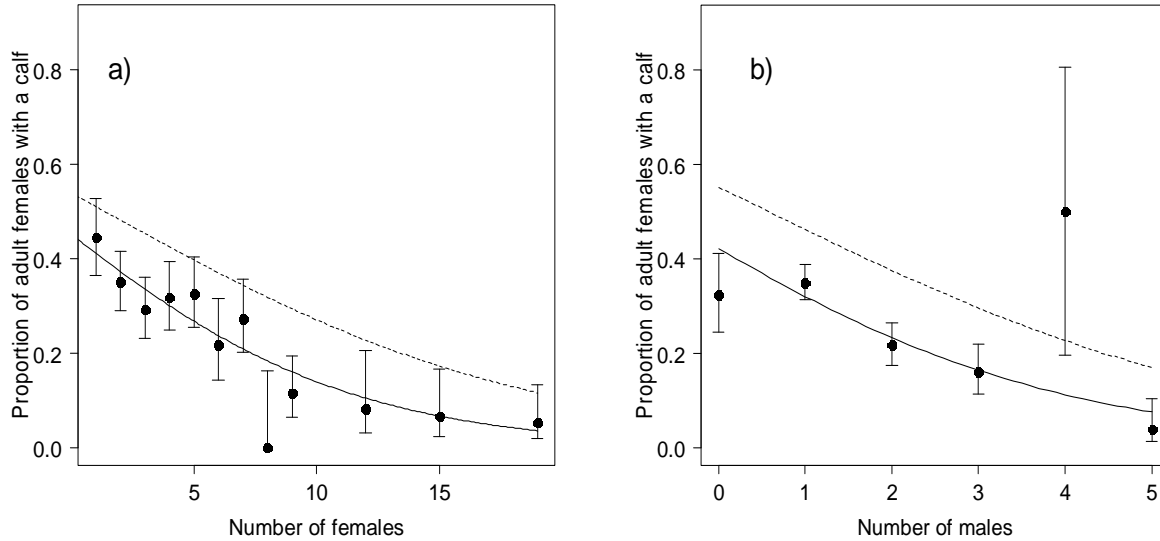 a)
Proportion of adult females with a calf
0.8
0.6
0.4
0.2
0.0
5 10 15
Number of females
b)
Proportion of adult females with a calf
0.8
0.6
0.4
0.2
0.0
0 1 2 3 4 5
Number of males